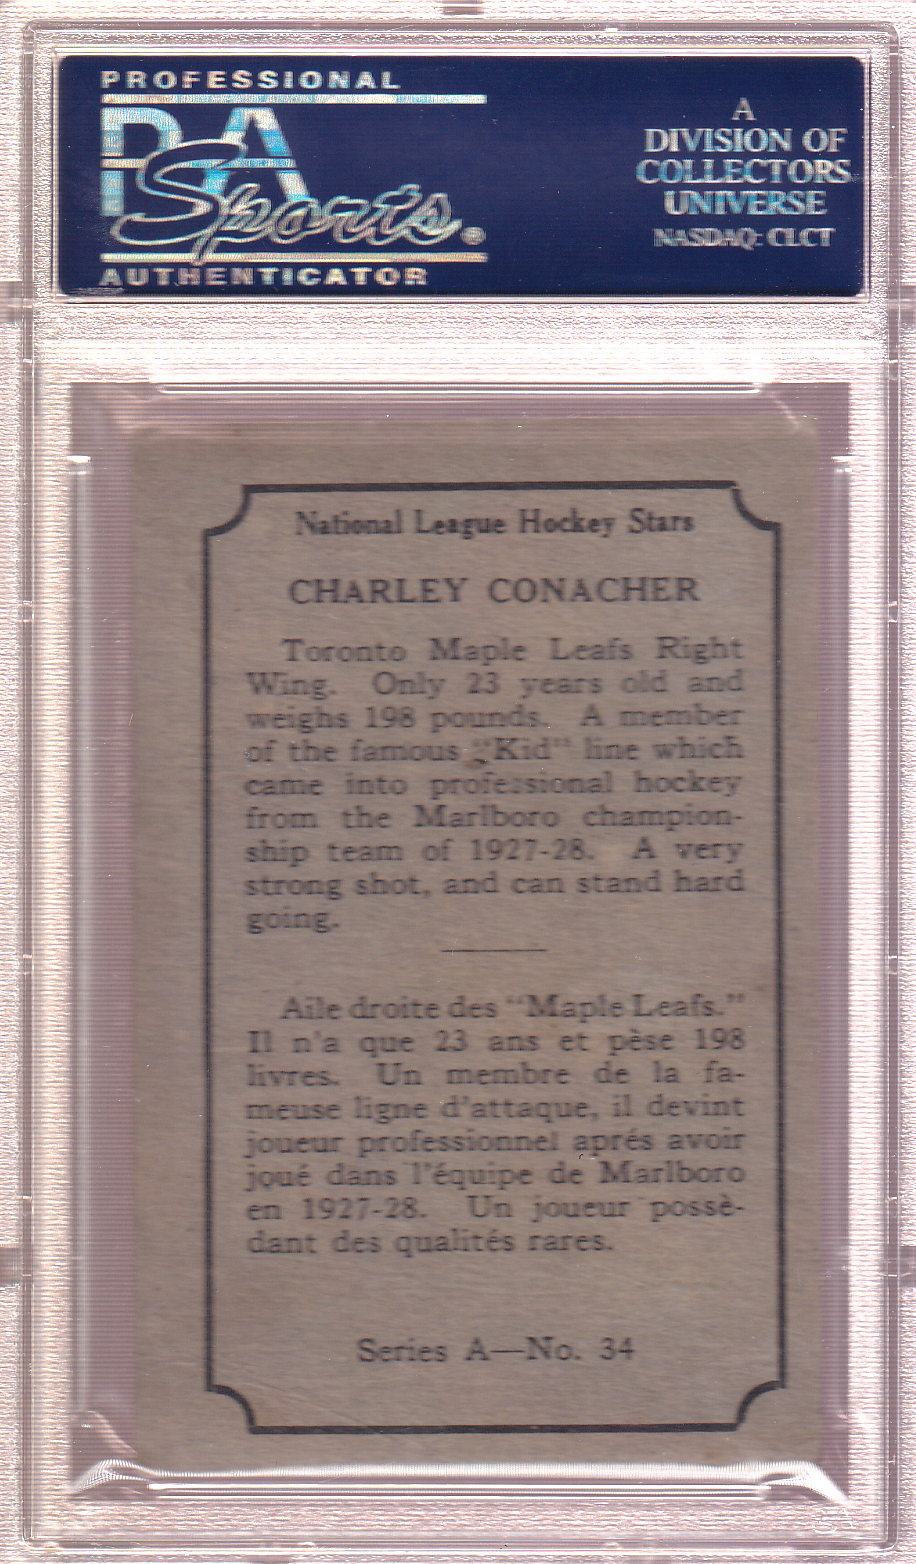 PROFESSIONAL
PSA
Sports®
AUTHENTICATOR
A
DIVISION OF
COLLECTORS
UNIVERSE
NASDAQ: CLCT
National League Hockey Stars
CHARLEY CONACHER
Toronto Maple Leafs Right
Wing. Only 23 years old and
weighs 198 pounds. A member
of the famous "Kid" line which
came into professional hockey
from the Marlboro champion-
ship team of 1927-28. A very
strong shot, and can stand hard
going.
Aile droite des "Maple Leafs."
Il n'a que 23 ans et pèse 198
livres. Un membre de la fa-
meuse ligne d'attaque, il devint
joueur professionnel aprés avoir
joué dans l'équipe de Marlboro
en 1927-28. Un joueur possè-
dant des qualités rares.
Series A—No. 34